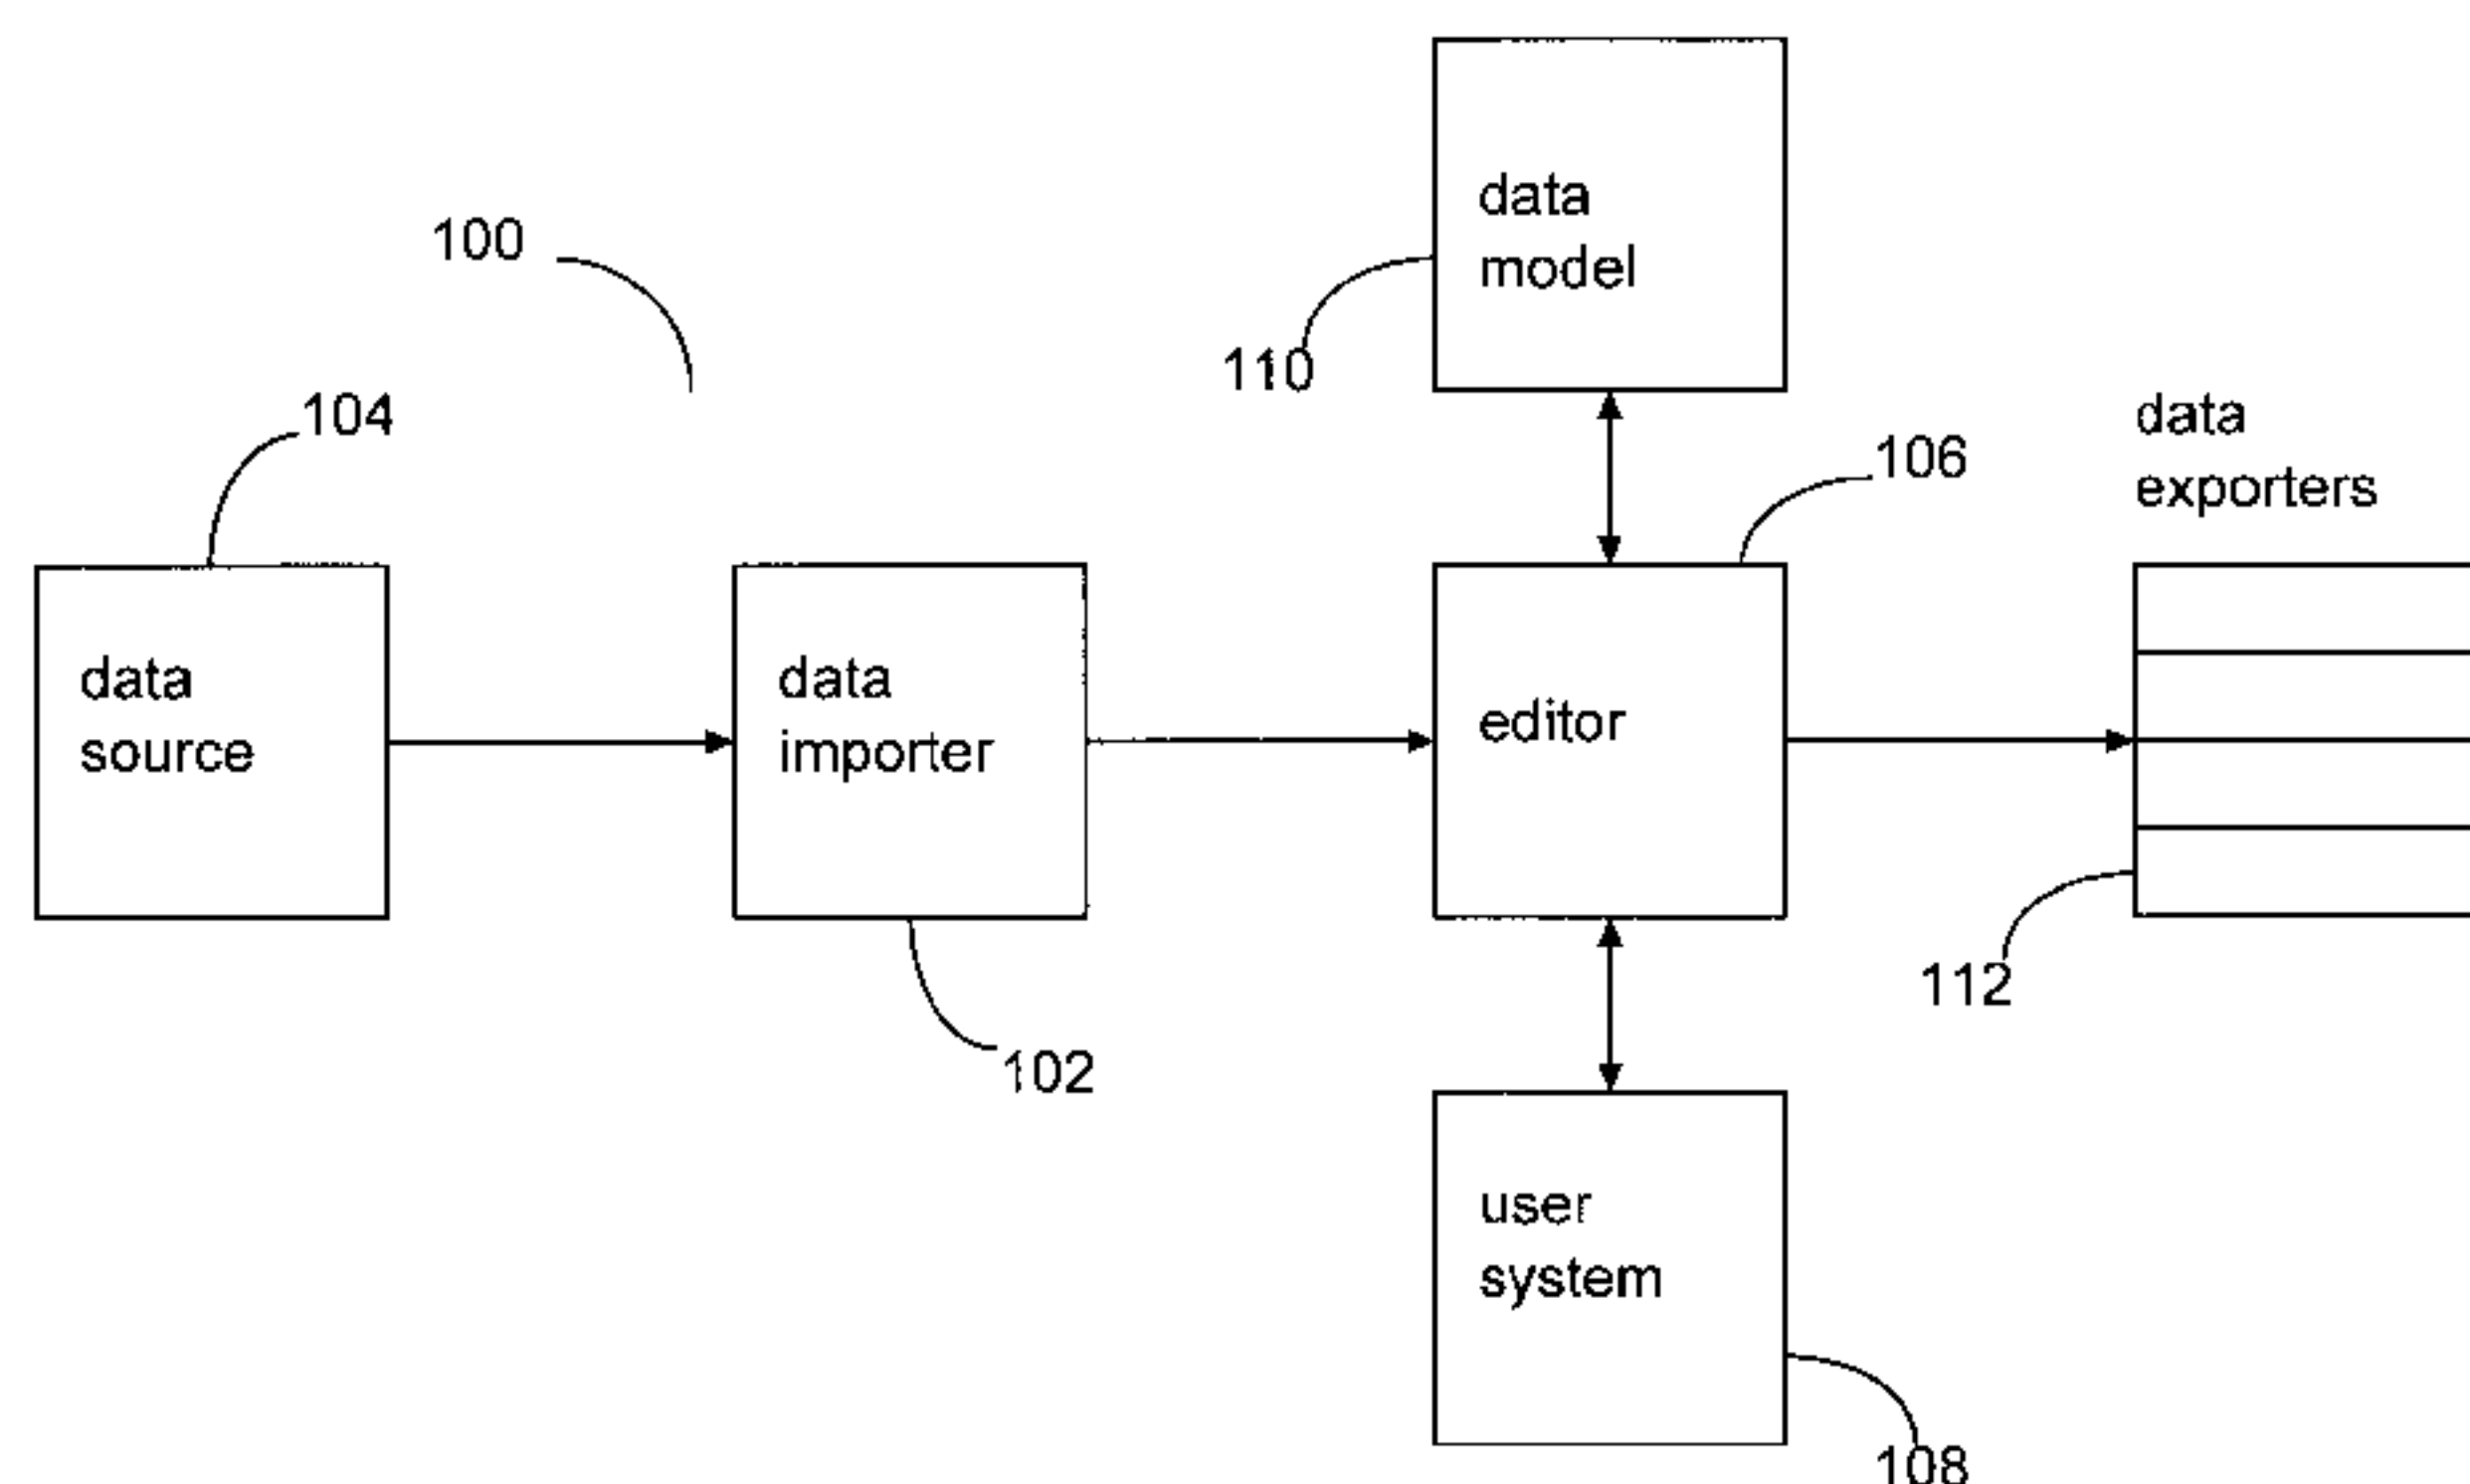 100
104
data
model
110
106
data
exporters
data
source
data
importer
editor
112
102
user
system
108